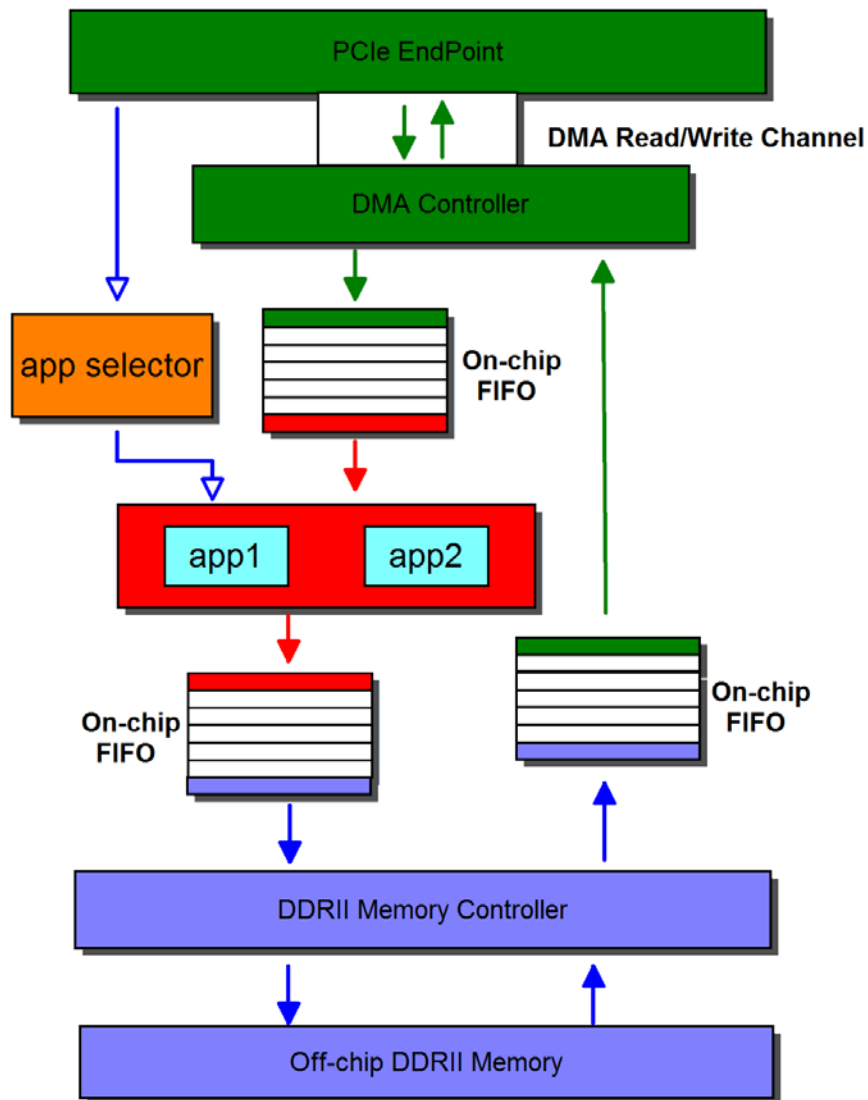 PCIe EndPoint
DMA Read/Write Channel
DMA Controller
app selector
On-chip
FIFO
app1
app2
On-chip
FIFO
On-chip
FIFO
DDRII Memory Controller
Off-chip DDRII Memory